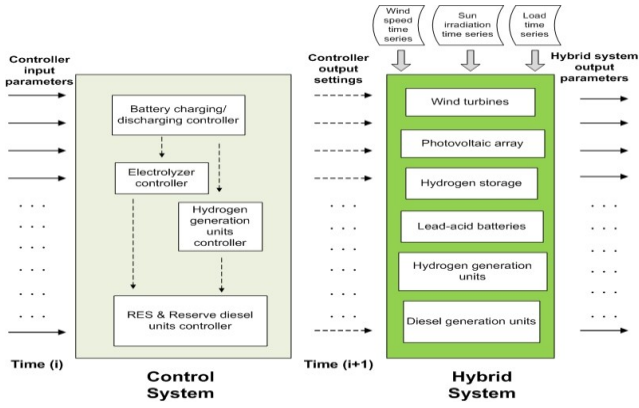 Wind
speed
time
series
Sun
irradiation
time series
Load
time
series
Controller
input
parameters
Controller
output
settings
Hybrid system
output
parameters
Battery charging/
discharging controller
Electrolyzer
controller
Hydrogen
generation
units
controller
RES & Reserve diesel
units controller
Wind turbines
Photovoltaic array
Hydrogen storage
Lead-acid batteries
Hydrogen generation
units
Diesel generation units
Time (i)
Time (i+1)
Control
System
Hybrid
System